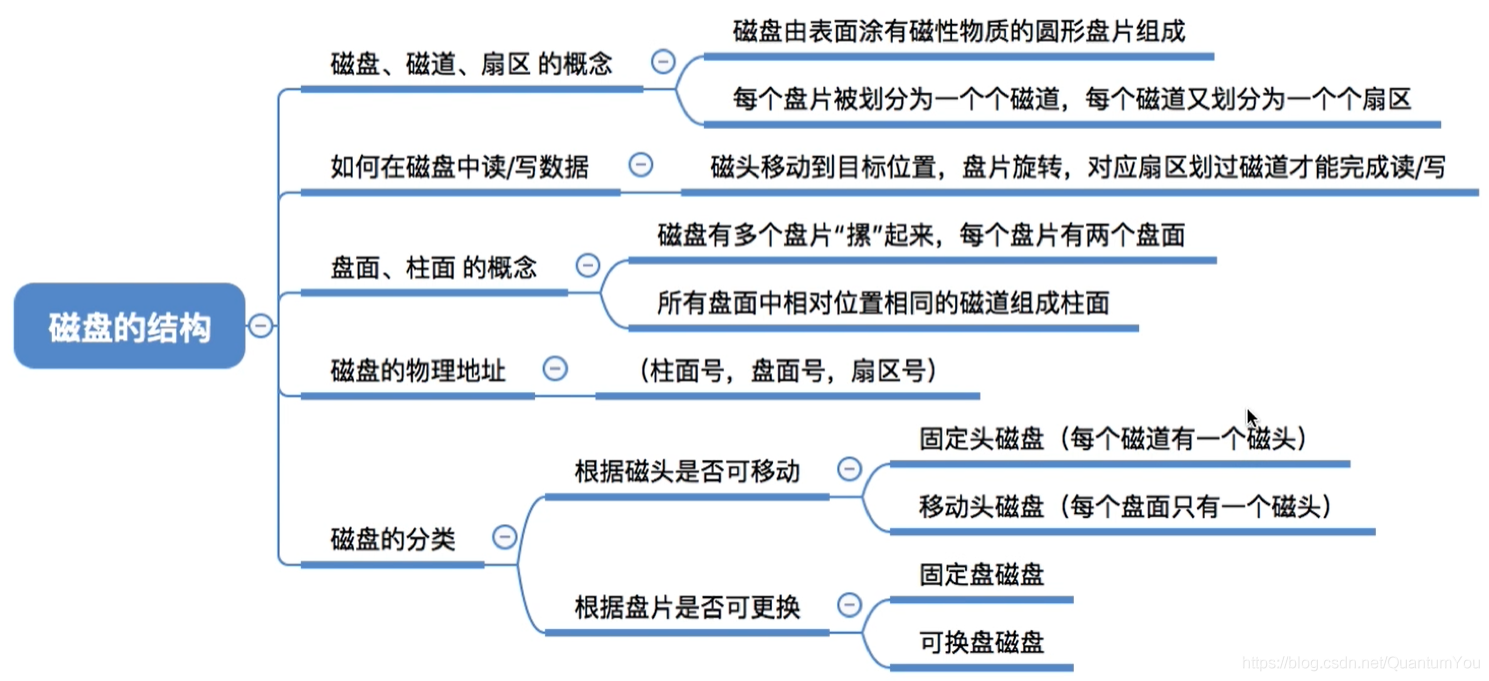 磁盘的结构
磁盘、磁道、扇区 的概念
磁盘由表面涂有磁性物质的圆形盘片组成
每个盘片被划分为一个个磁道，每个磁道又划分为一个个扇区
如何在磁盘中读/写数据
磁头移动到目标位置，盘片旋转，对应扇区划过磁道才能完成读/写
盘面、柱面 的概念
磁盘有多个盘片“摞”起来，每个盘片有两个盘面
所有盘面中相对位置相同的磁道组成柱面
磁盘的物理地址
（柱面号，盘面号，扇区号）
磁盘的分类
根据磁头是否可移动
固定头磁盘（每个磁道有一个磁头）
移动头磁盘（每个盘面只有一个磁头）
根据盘片是否可更换
固定盘磁盘
可换盘磁盘
https://blog.csdn.net/QuantumYou